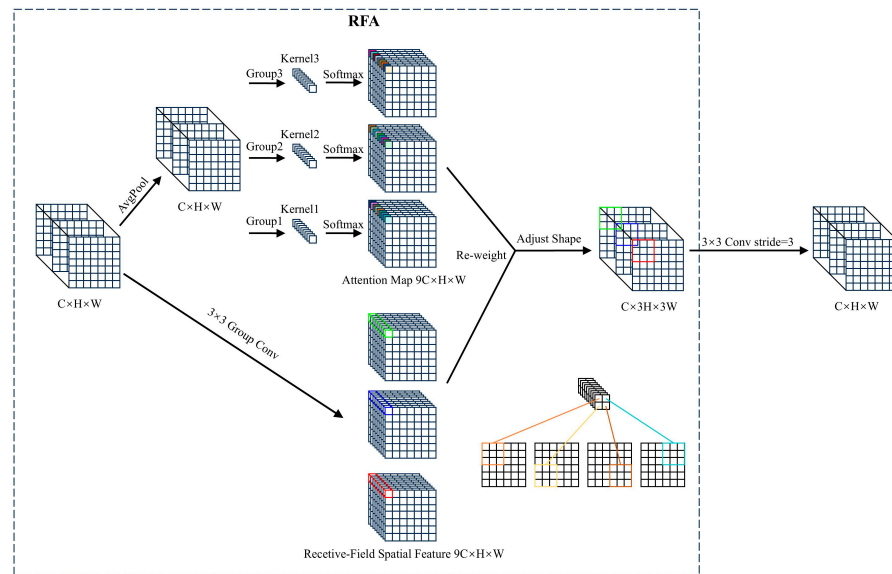 RFA
Kernel3
Group3
Softmax
Kernel2
Group2
Softmax
AvgPool
C×H×W
Kernel1
Group1
Softmax
Attention Map 9C×H×W
C×H×W
Re-weight
Adjust Shape
3×3 Conv stride=3
C×3H×3W
C×H×W
3×3 Group Conv
Recetive-Field Spatial Feature 9C×H×W